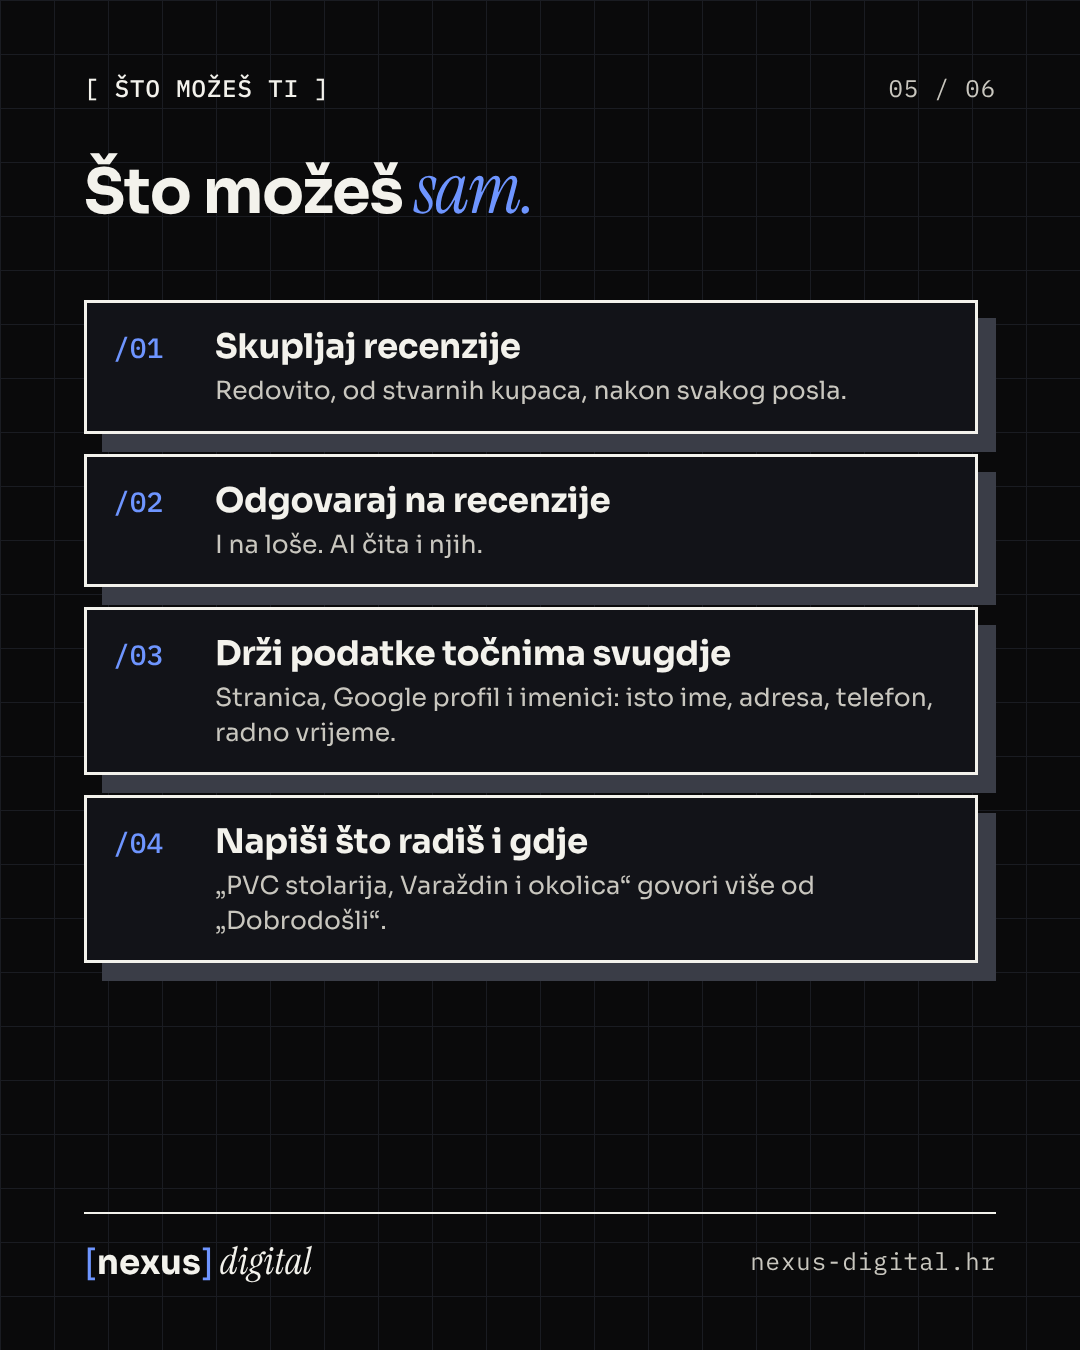 [ ŠTO MOŽEŠ TI ]
05 / 06
Što možeš sam.
/01
Skupljaj recenzije
Redovito, od stvarnih kupaca, nakon svakog posla.
/02
Odgovaraj na recenzije
I na loše. AI čita i njih.
/03
Drži podatke točnima svugdje
Stranica, Google profil i imenici: isto ime, adresa, telefon,
radno vrijeme.
/04
Napiši što radiš i gdje
„PVC stolarija, Varaždin i okolica“ govori više od
„Dobrodošli“.
[nexus] digital
nexus-digital.hr